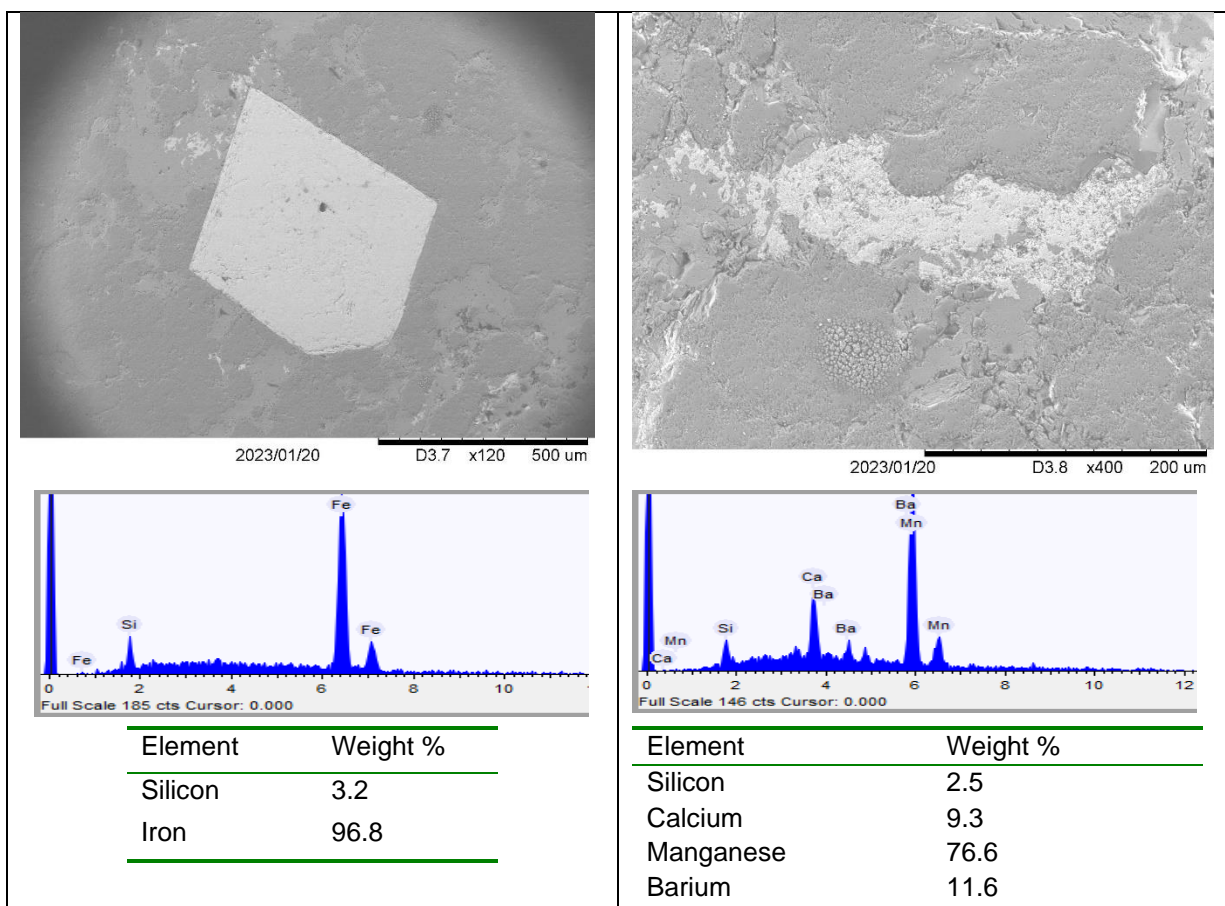 2023/01/20 D3.7 x120 500 um
Fe
Si
Fe
Fe
0 2 4 6 8 10
Full Scale 185 cts Cursor: 0.000
Element Weight %
Silicon 3.2
Iron 96.8
2023/01/20 D3.8 x400 200 um
Ba
Mn
Ca
Ba
Si
Ba
Mn
Mn
Ca
0 2 4 6 8 10 12
Full Scale 146 cts Cursor: 0.000
Element Weight %
Silicon 2.5
Calcium 9.3
Manganese 76.6
Barium 11.6